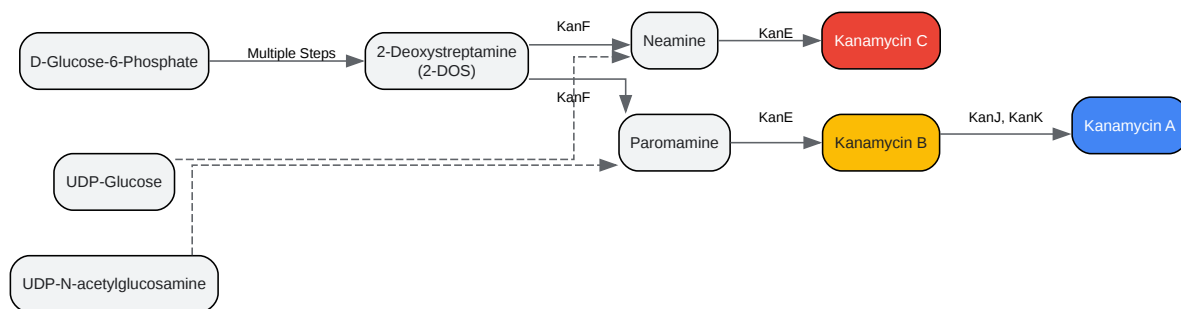 KanF
Neamine
KanE
Kanamycin C
D-Glucose-6-Phosphate
Multiple Steps
2-Deoxystreptamine
(2-DOS)
KanF
Paromamine
KanE
Kanamycin B
KanJ, KanK
Kanamycin A
UDP-Glucose
UDP-N-acetylglucosamine